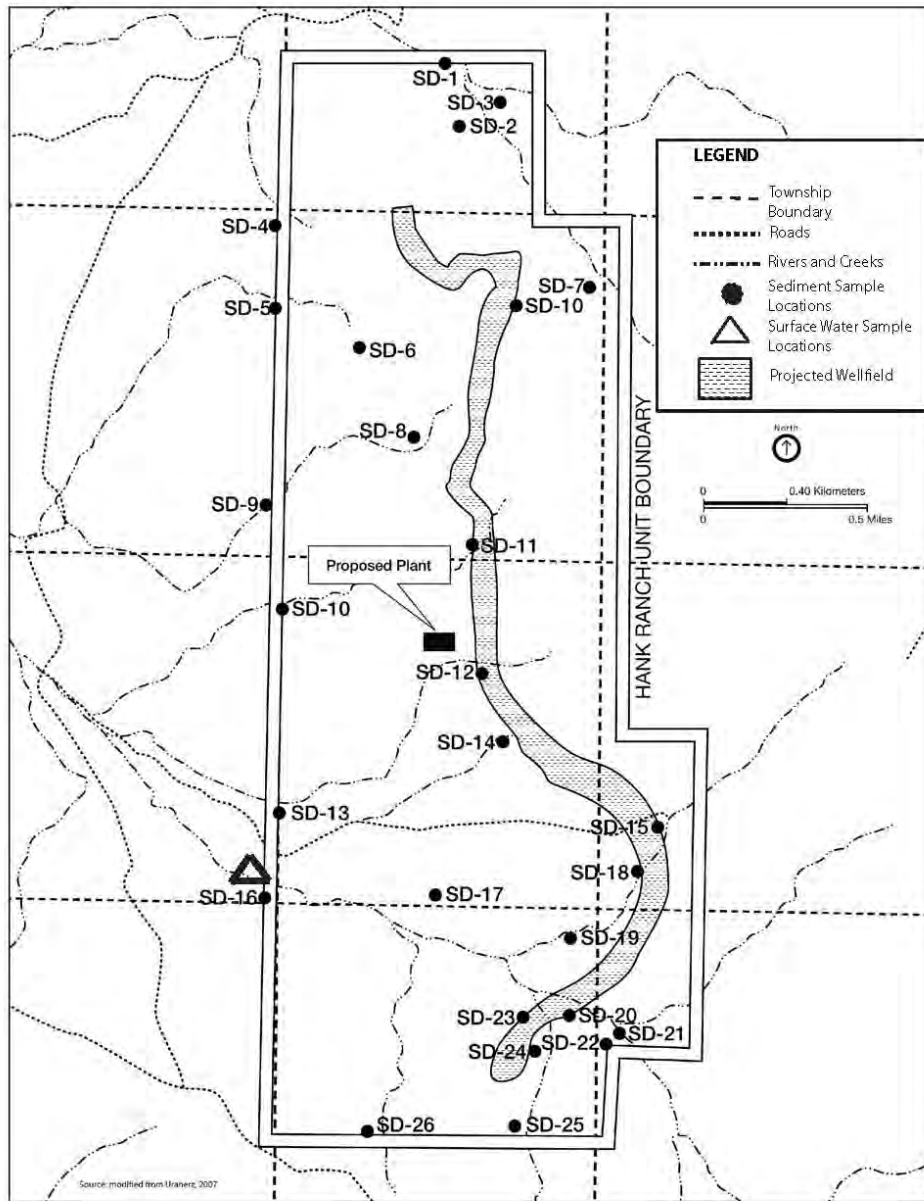 SD-1
SD-3
SD-2
LEGEND
Township
Boundary
Roads
Rivers and Creeks
Sediment Sample
Locations
Surface Water Sample
Locations
Projected Wellfield
SD-4
SD-7
SD-5
SD-10
SD-6
HANK RANCH UNIT BOUNDARY
SD-8
North
0 0.40 Kilometers
0 0.5 Miles
SD-9
SD-11
Proposed Plant
SD-10
SD-12
SD-14
SD-13
SD-15
SD-18
SD-16
SD-17
SD-19
SD-23
SD-20
SD-21
SD-22
SD-24
SD-26
SD-25
Source: modified from Uranerz, 2007